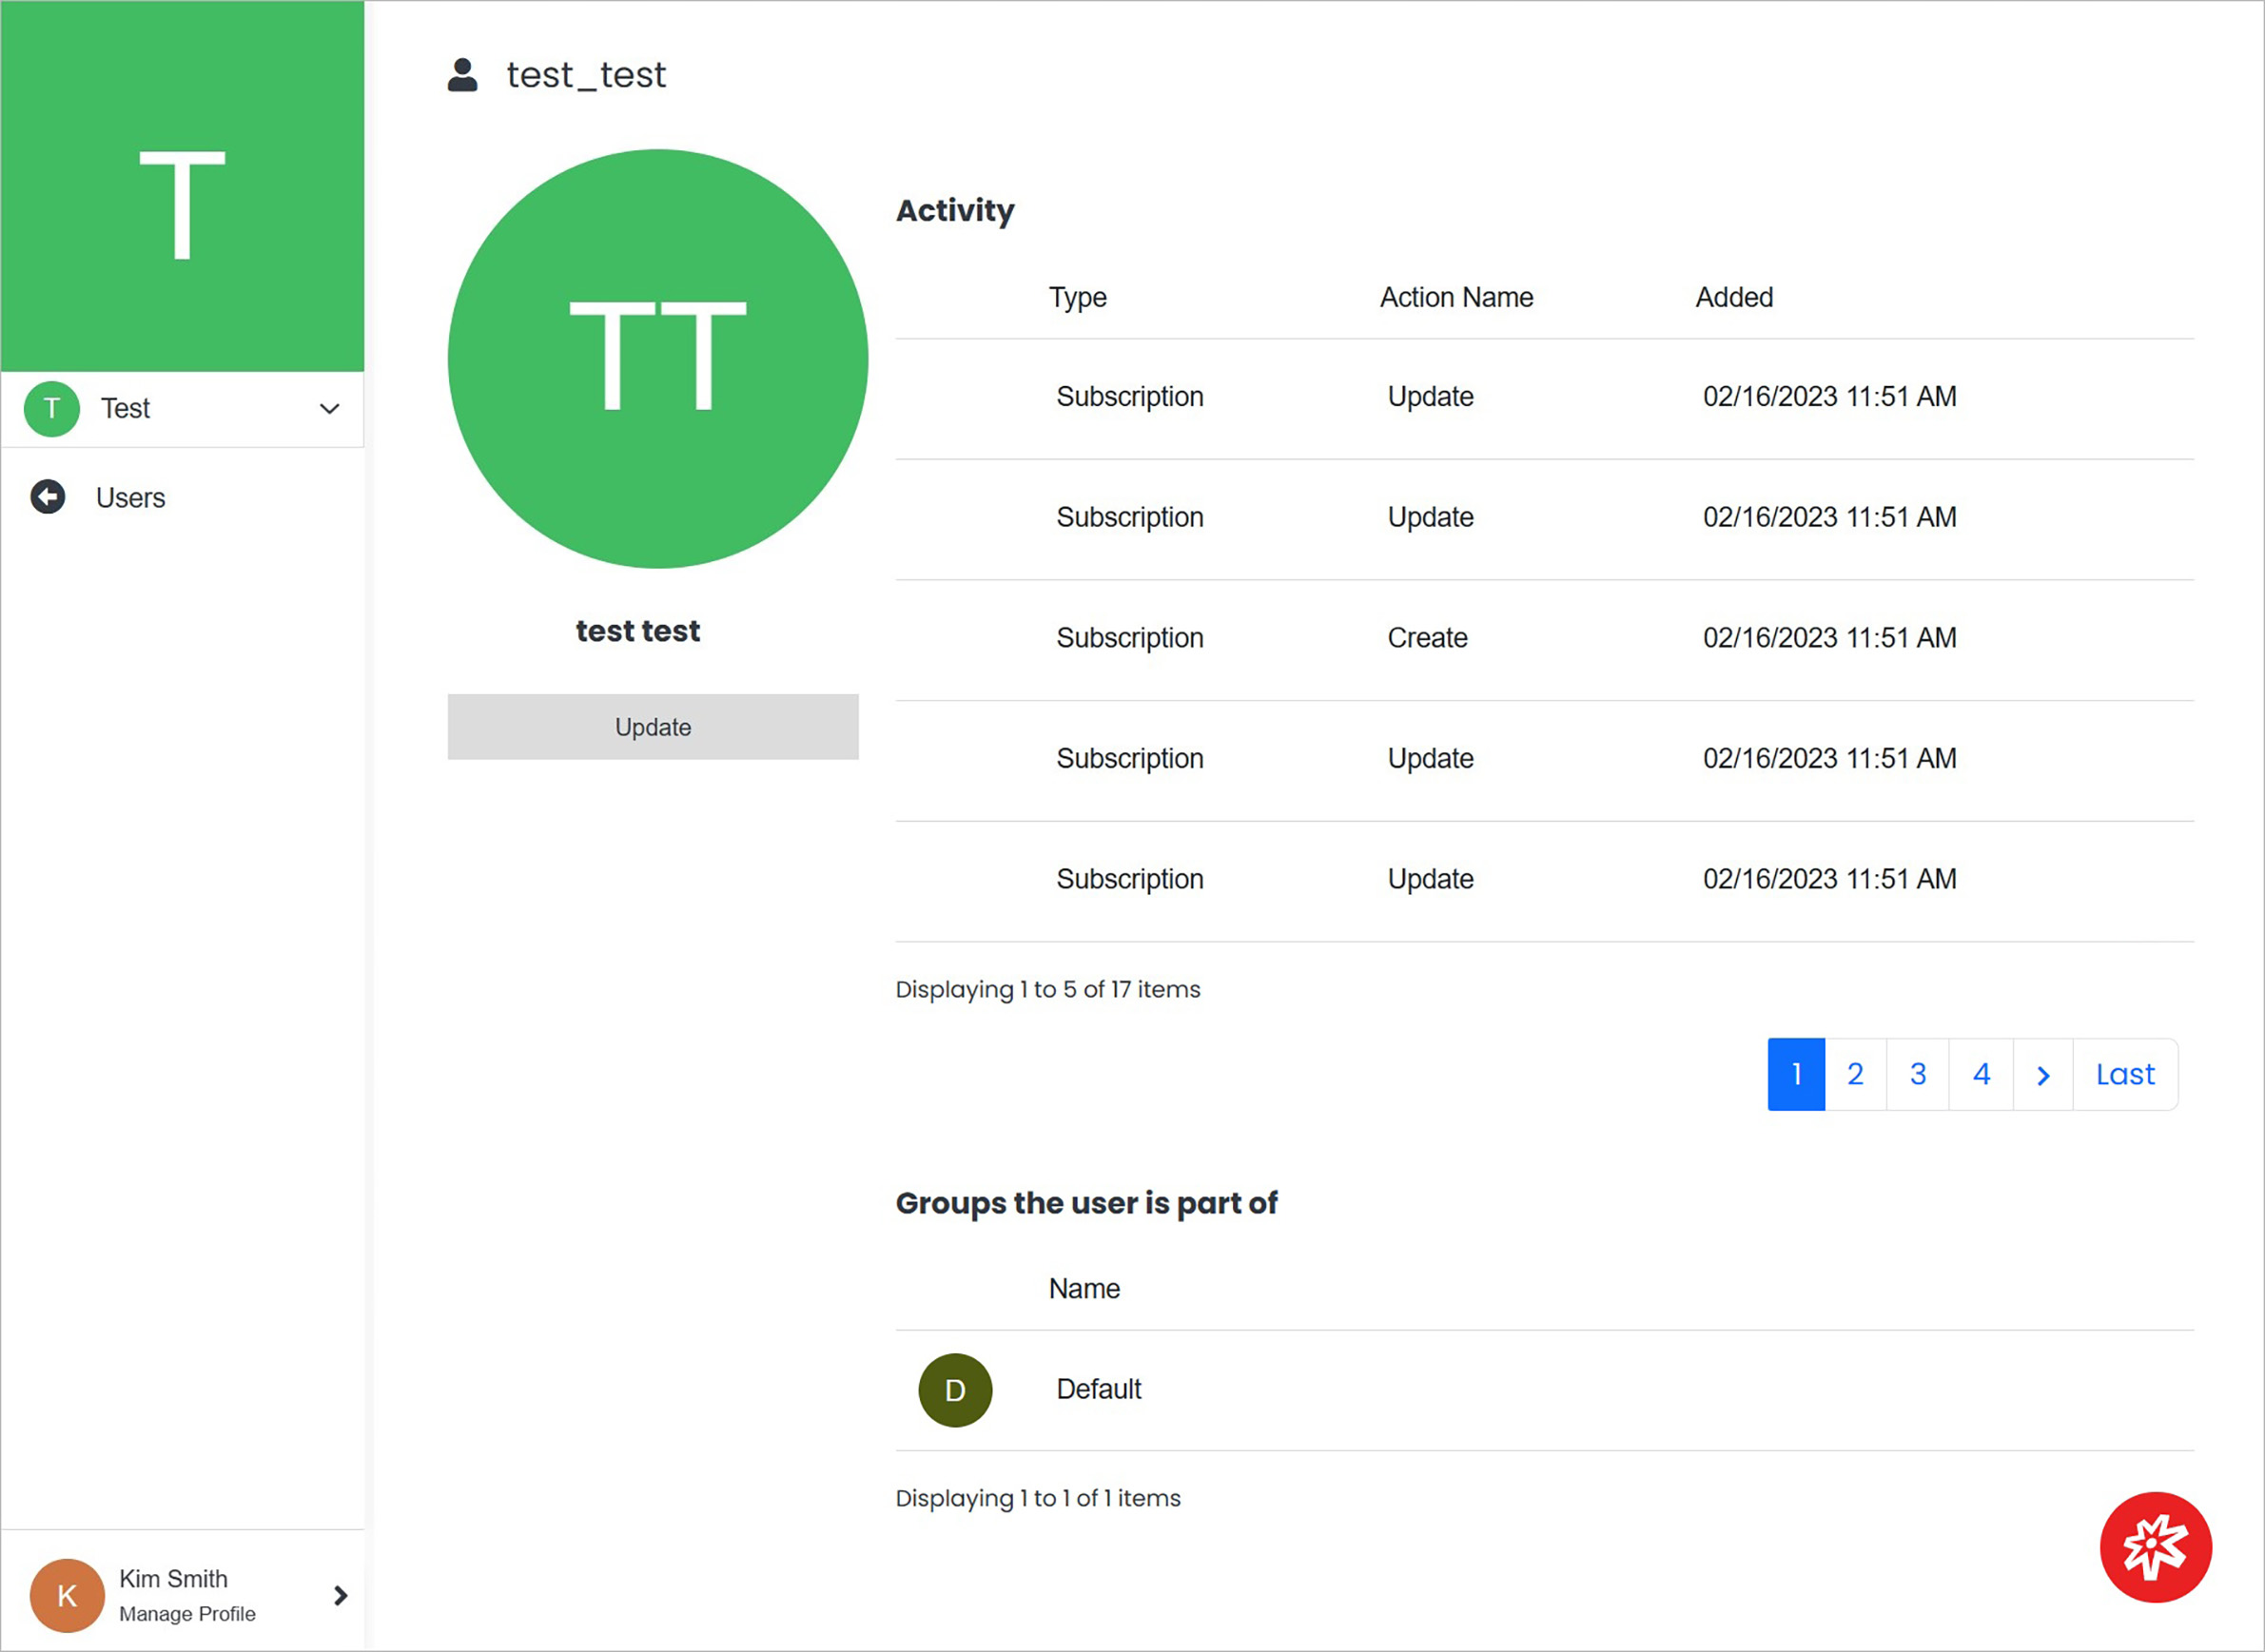 T
T Test
Users
K Kim Smith
Manage Profile
test_test
TT
test test
Update
Activity
Type Action Name Added
Subscription Update 02/16/2023 11:51 AM
Subscription Update 02/16/2023 11:51 AM
Subscription Create 02/16/2023 11:51 AM
Subscription Update 02/16/2023 11:51 AM
Subscription Update 02/16/2023 11:51 AM
Displaying 1 to 5 of 17 items
1 2 3 4 > Last
Groups the user is part of
Name
D Default
Displaying 1 to 1 of 1 items